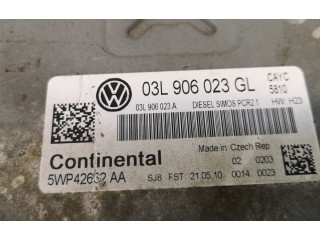 03L 906 023 GL CAYC
5810
03L 906 023 A DIESEL SIMOS PCR2.1 HW: H23
Continental Made in Czech Rep
02 0203
5WP42662 AA SJ8 FST 21.05.10 0014 0023